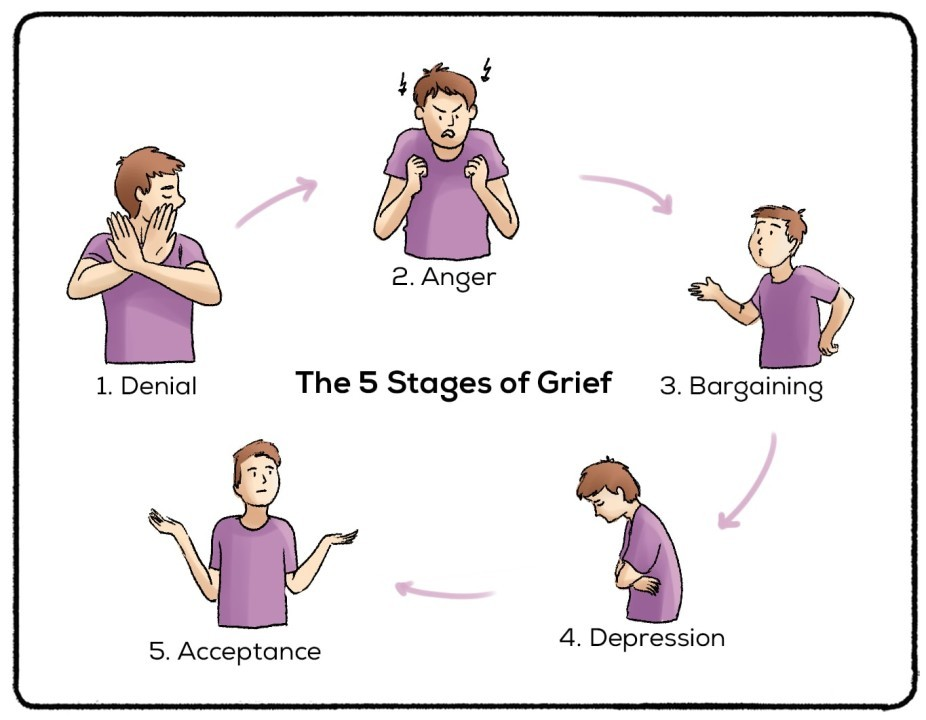 The 5 Stages of Grief
1. Denial
2. Anger
3. Bargaining
4. Depression
5. Acceptance